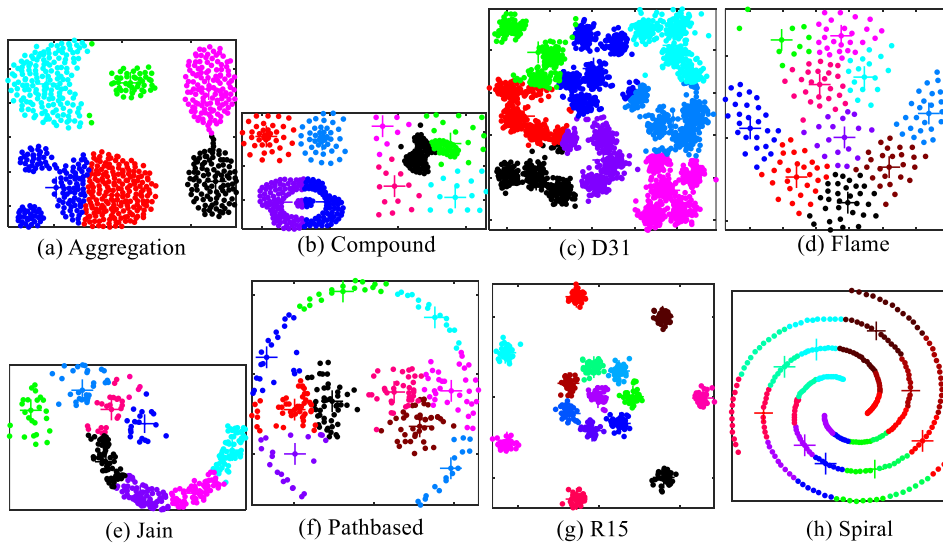 (a) Aggregation
(b) Compound
(c) D31
(d) Flame
(e) Jain
(f) Pathbased
(g) R15
(h) Spiral